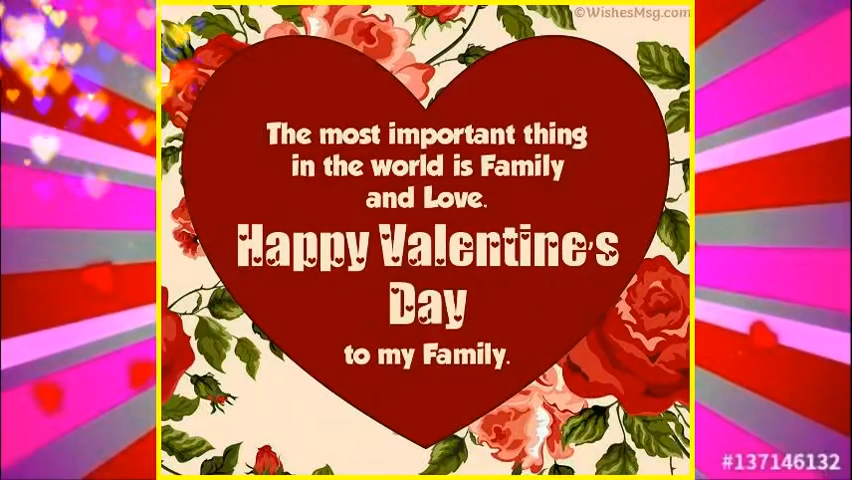 ©WishesMsg.com
The most important thing
in the world is Family
and Love.
Happy Valentine's
Day
to my Family.
#137146132